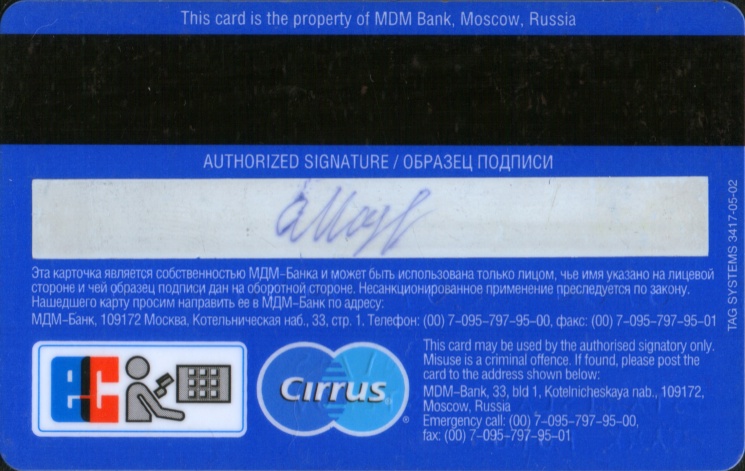 This card is the property of MDM Bank, Moscow, Russia
AUTHORIZED SIGNATURE / ОБРАЗЕЦ ПОДПИСИ
Эта карточка является собственностью МДМ–Банка и может быть использована только лицом, чье имя указано на лицевой
стороне и чей образец подписи дан на оборотной стороне. Несанкционированное применение преследуется по закону.
Нашедшего карту просим направить ее в МДМ–Банк по адресу:
МДМ–Банк, 109172 Москва, Котельническая наб., 33, стр. 1. Телефон: (00) 7–095–797–95–00, факс: (00) 7–095–797–95–01
ec
Cirrus
®
This card may be used by the authorised signatory only.
Misuse is a criminal offence. If found, please post the
card to the address shown below:
MDM–Bank, 33, bld 1, Kotelnicheskaya nab., 109172,
Moscow, Russia
Emergency call: (00) 7–095–797–95–00,
fax: (00) 7–095–797–95–01
TAG SYSTEMS 3417-05-02